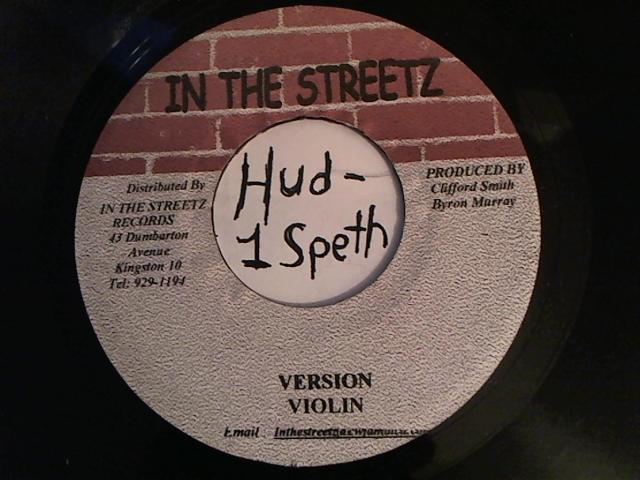 IN THE STREETZ
Distributed By
IN THE STREETZ
RECORDS
43 Dumbarton
Avenue
Kingston 10
Tel: 929-1194
Hud-
1 Speth
PRODUCED BY
Clifford Smith
Byron Murray
VERSION
VIOLIN
Email